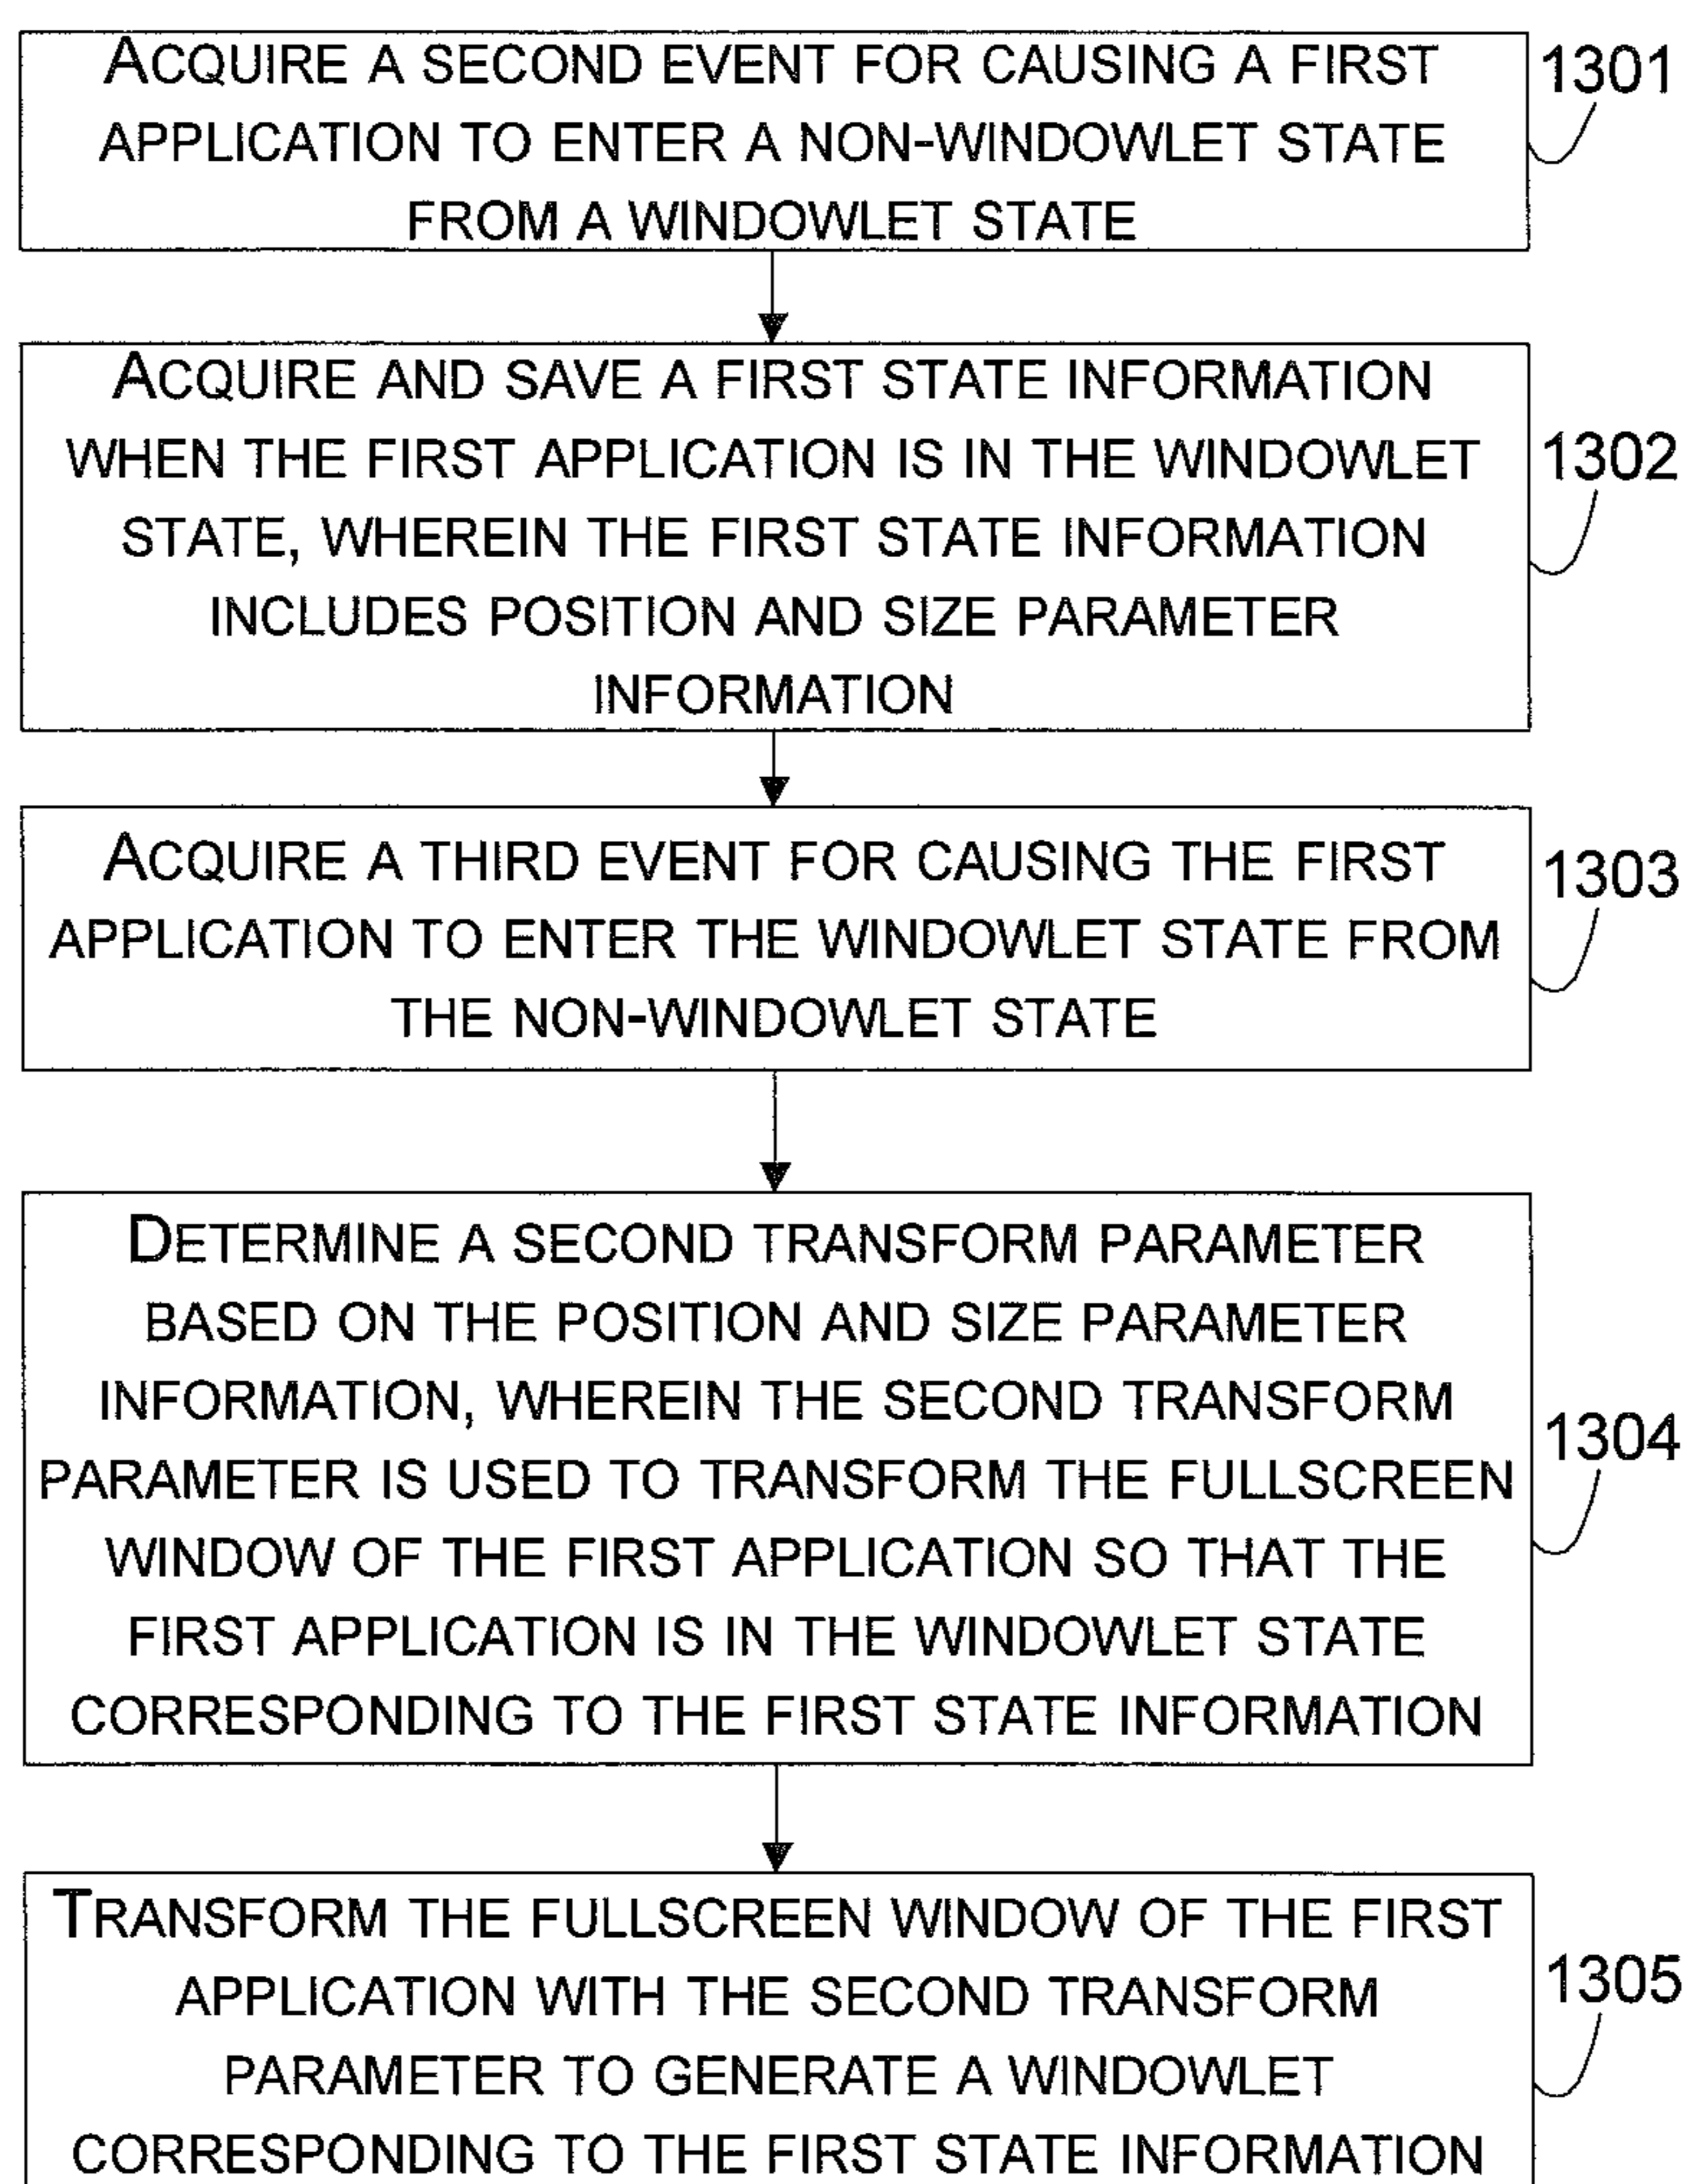 ACQUIRE A SECOND EVENT FOR CAUSING A FIRST
APPLICATION TO ENTER A NON-WINDOWLET STATE
FROM A WINDOWLET STATE
1301
ACQUIRE AND SAVE A FIRST STATE INFORMATION
WHEN THE FIRST APPLICATION IS IN THE WINDOWLET
STATE, WHEREIN THE FIRST STATE INFORMATION
INCLUDES POSITION AND SIZE PARAMETER
INFORMATION
1302
ACQUIRE A THIRD EVENT FOR CAUSING THE FIRST
APPLICATION TO ENTER THE WINDOWLET STATE FROM
THE NON-WINDOWLET STATE
1303
DETERMINE A SECOND TRANSFORM PARAMETER
BASED ON THE POSITION AND SIZE PARAMETER
INFORMATION, WHEREIN THE SECOND TRANSFORM
PARAMETER IS USED TO TRANSFORM THE FULLSCREEN
WINDOW OF THE FIRST APPLICATION SO THAT THE
FIRST APPLICATION IS IN THE WINDOWLET STATE
CORRESPONDING TO THE FIRST STATE INFORMATION
1304
TRANSFORM THE FULLSCREEN WINDOW OF THE FIRST
APPLICATION WITH THE SECOND TRANSFORM
PARAMETER TO GENERATE A WINDOWLET
CORRESPONDING TO THE FIRST STATE INFORMATION
1305